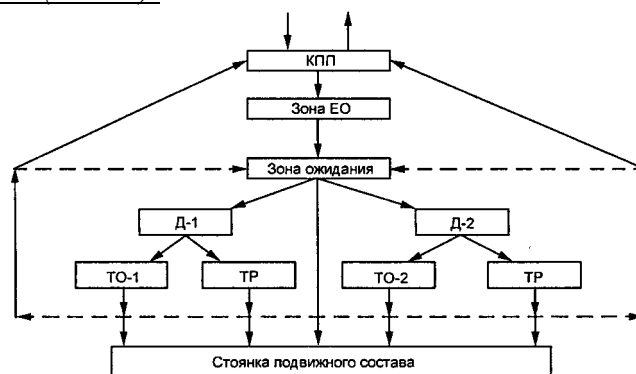 КПП
Зона ЕО
Зона ожидания
Д-1
Д-2
ТО-1
ТР
ТО-2
ТР
Стоянка подвижного состава